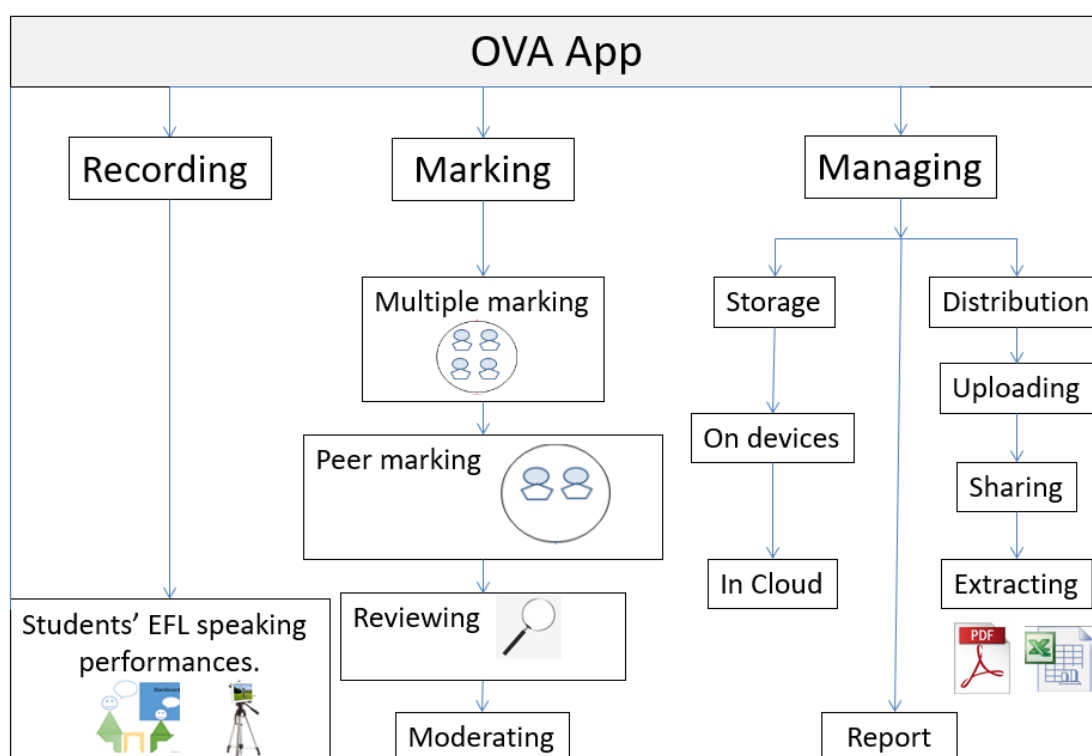 OVA App
Recording
Marking
Managing
Multiple marking
Storage
Distribution
Uploading
On devices
Peer marking
Sharing
In Cloud
Extracting
Students’ EFL speaking
performances.
Reviewing
PDF
Moderating
Report